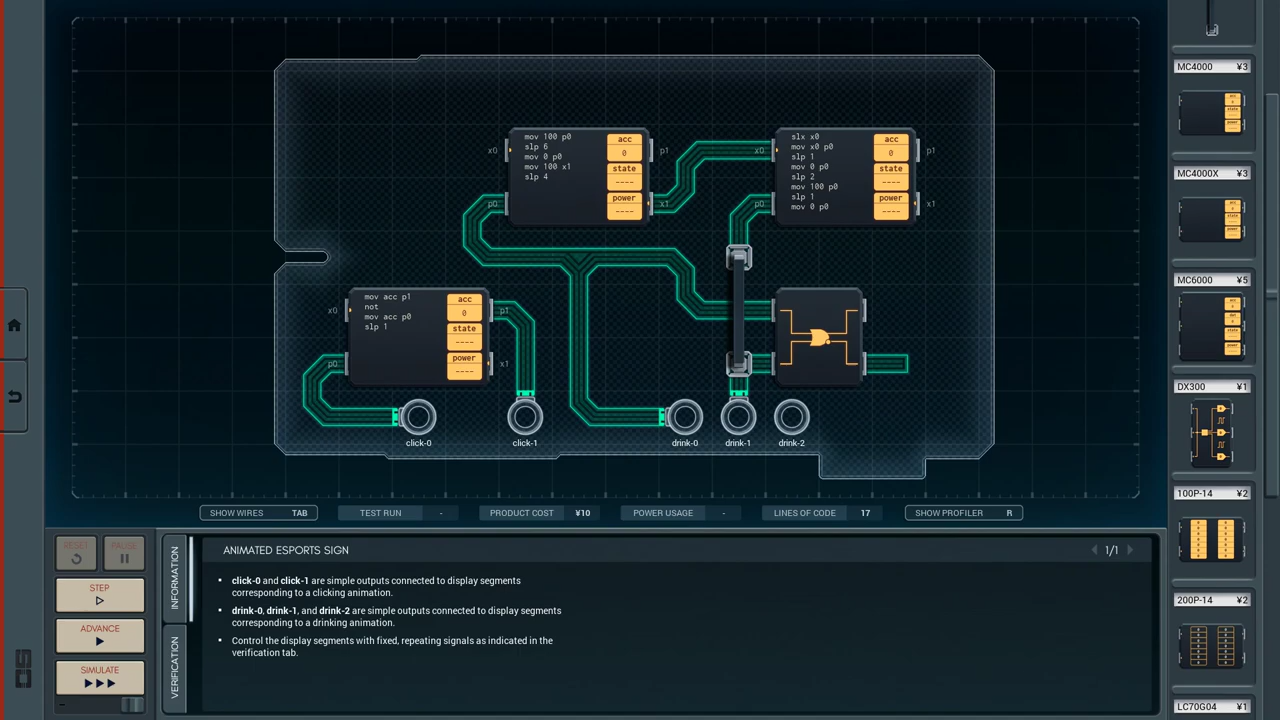 MC4000 ¥3
mov 100 p0
slp 6
mov 0 p0
mov 100 x1
slp 4
acc
0
state
----
power
----
x0
p1
p0
x1
slx x0
mov x0 p0
slp 1
mov 0 p0
slp 2
mov 100 p0
slp 1
mov 0 p0
acc
0
state
----
power
----
x0
p1
p0
x1
MC4000X ¥3
MC6000 ¥5
mov acc p1
not
mov acc p0
slp 1
acc
0
state
----
power
----
x0
p1
p0
x1
DX300 ¥1
click-0
click-1
drink-0
drink-1
drink-2
100P-14 ¥2
SHOW WIRES TAB
TEST RUN -
PRODUCT COST ¥10
POWER USAGE -
LINES OF CODE 17
SHOW PROFILER R
RESET
PAUSE
STEP
ADVANCE
SIMULATE
-
INFORMATION
VERIFICATION
ANIMATED ESPORTS SIGN
1/1
click-0 and click-1 are simple outputs connected to display segments
corresponding to a clicking animation.
drink-0, drink-1, and drink-2 are simple outputs connected to display segments
corresponding to a drinking animation.
Control the display segments with fixed, repeating signals as indicated in the
verification tab.
200P-14 ¥2
LC70G04 ¥1